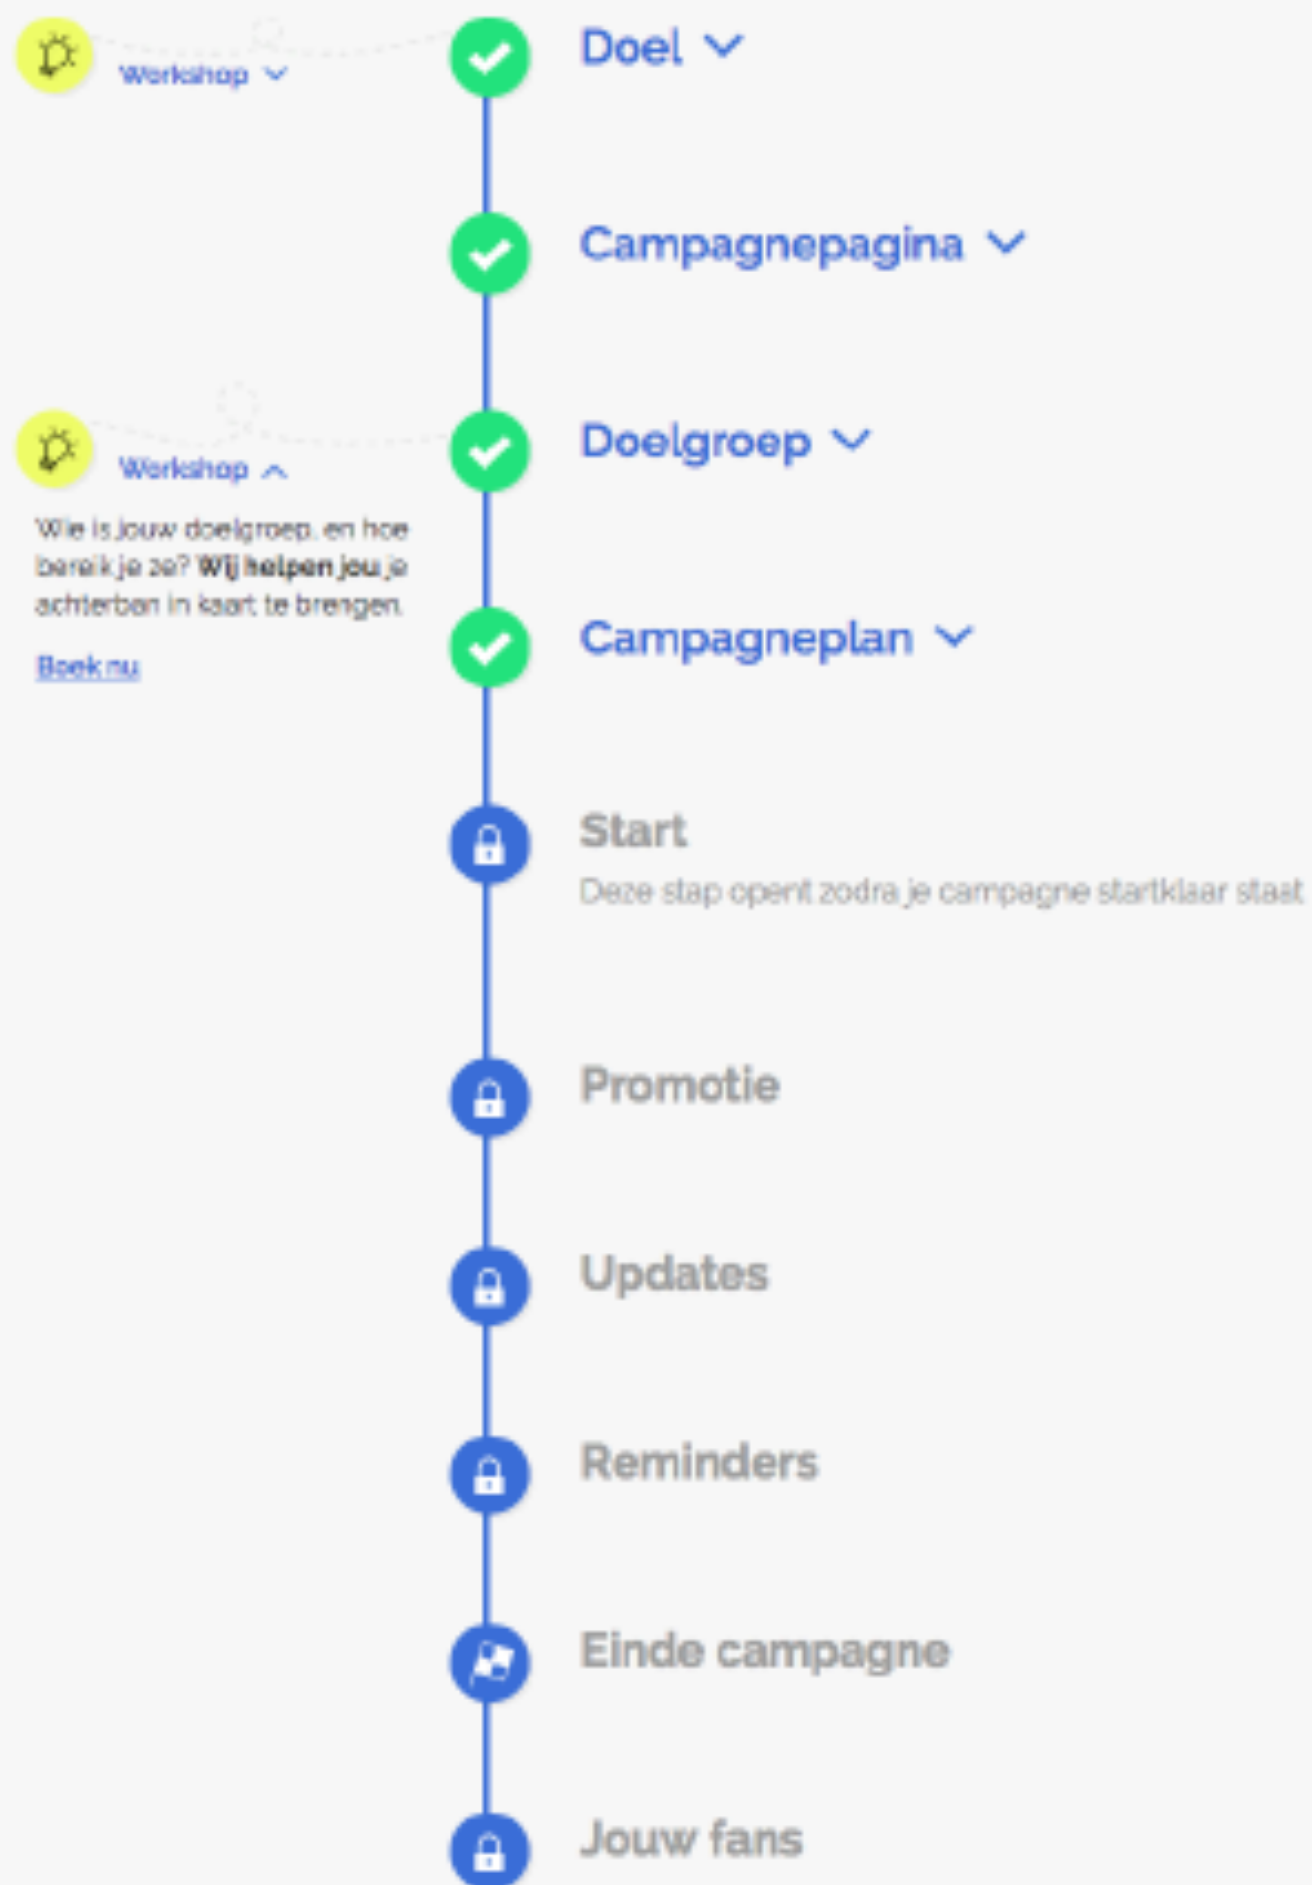 Workshop
Doel
Campagnepagina
Workshop
Doelgroep
Wie is jouw doelgroep, en hoe
bereik je ze? Wij helpen jou je
achterban in kaart te brengen.
Boek nu
Campagneplan
Start
Deze stap opent zodra je campagne startklaar staat
Promotie
Updates
Reminders
Einde campagne
Jouw fans